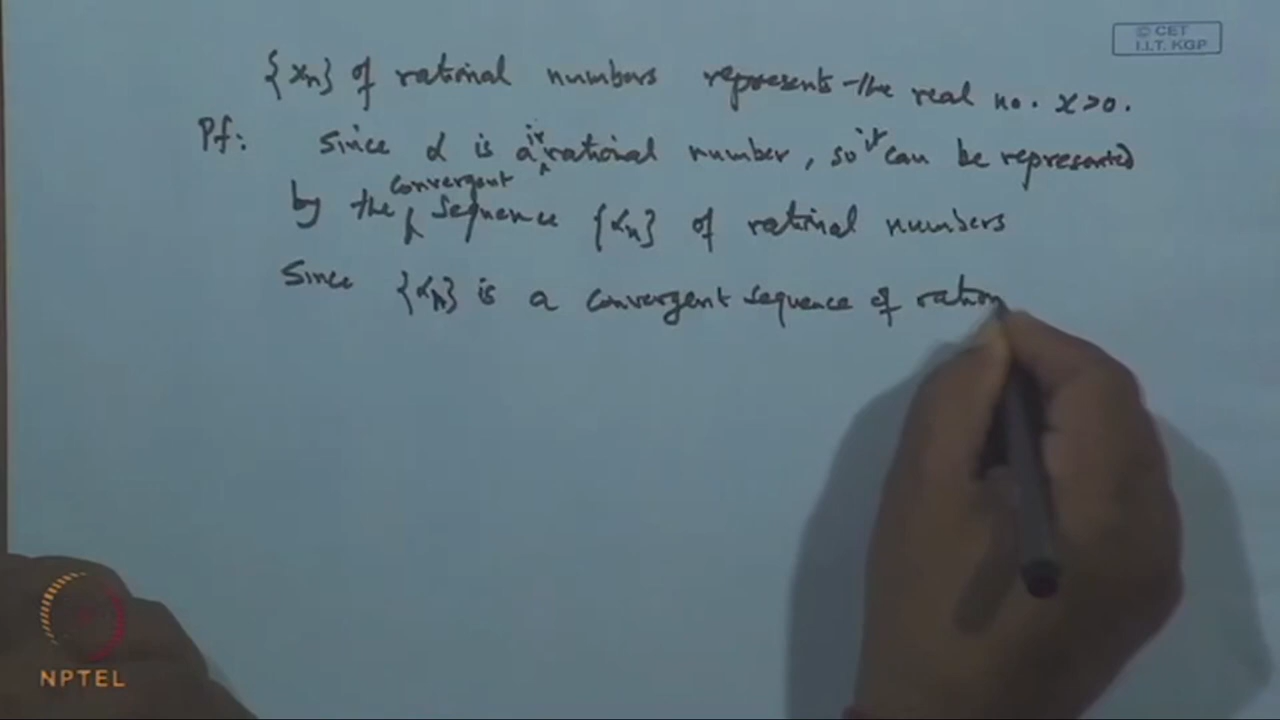 © CET
I.I.T. KGP
{xn} of rational numbers represents the real no. x>0.
Pf: Since α is a irrational number, so it can be represented
by the convergent sequence {αn} of rational numbers
Since {αn} is a convergent sequence of ration
NPTEL